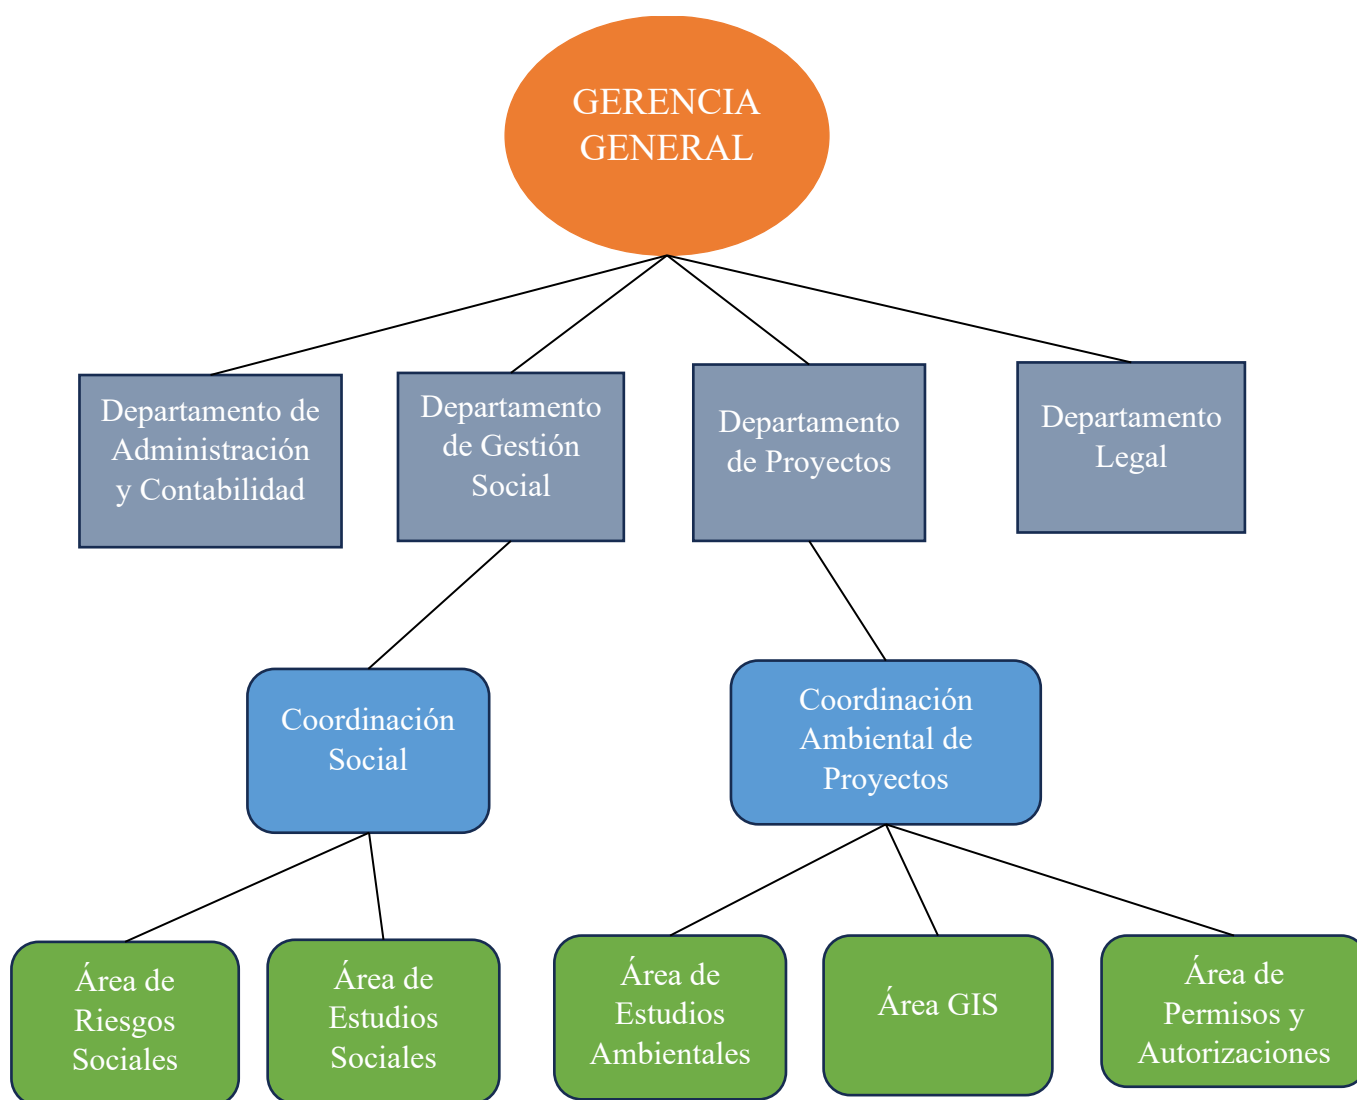 GERENCIA
GENERAL
Departamento de
Administración
y Contabilidad
Departamento
de Gestión
Social
Departamento
de Proyectos
Departamento
Legal
Coordinación
Social
Coordinación
Ambiental de
Proyectos
Área de
Riesgos
Sociales
Área de
Estudios
Sociales
Área de
Estudios
Ambientales
Área GIS
Área de
Permisos y
Autorizaciones